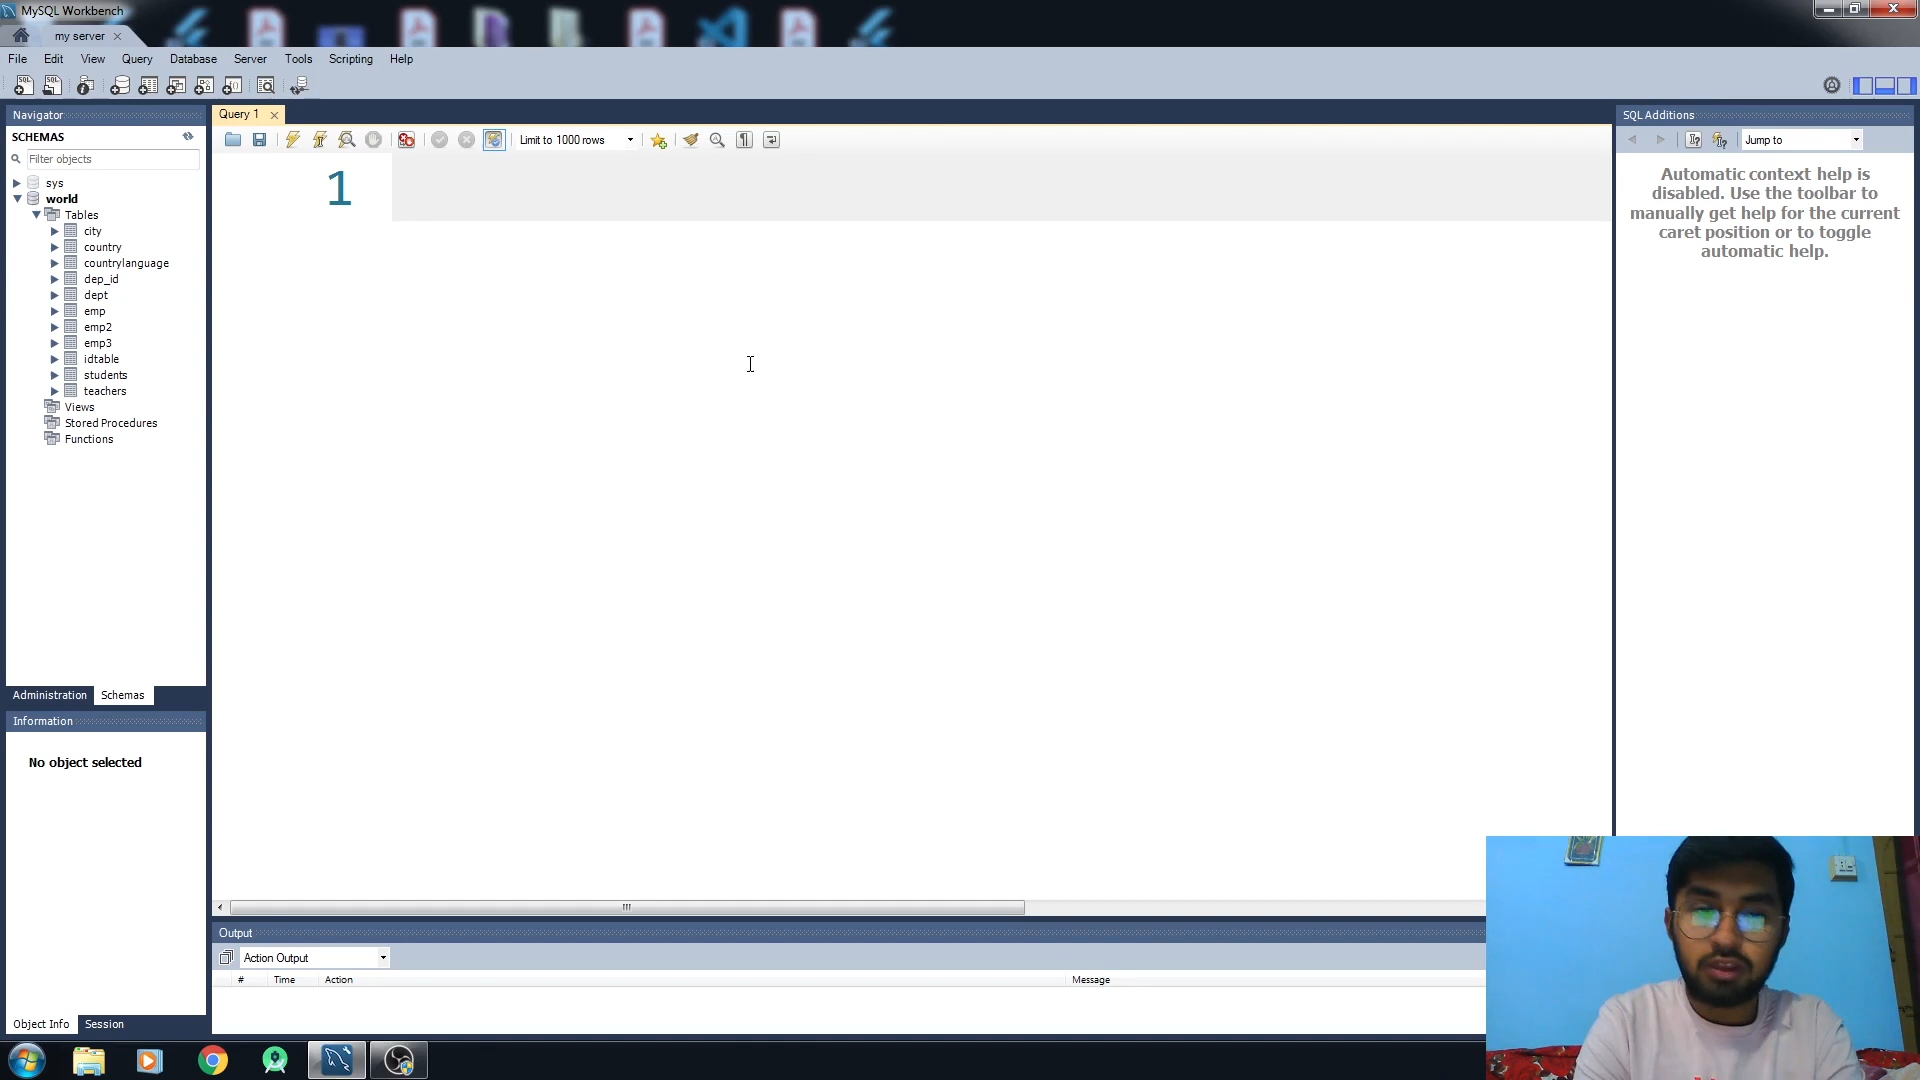 MySQL Workbench
my server
File Edit View Query Database Server Tools Scripting Help
Navigator
SCHEMAS
Filter objects
sys
world
Tables
city
country
countrylanguage
dep_id
dept
emp
emp2
emp3
idtable
students
teachers
Views
Stored Procedures
Functions
Administration Schemas
Information
No object selected
Object Info Session
Query 1
Limit to 1000 rows
1
Output
Action Output
# Time Action Message
SQL Additions
Jump to
Automatic context help is
disabled. Use the toolbar to
manually get help for the current
caret position or to toggle
automatic help.